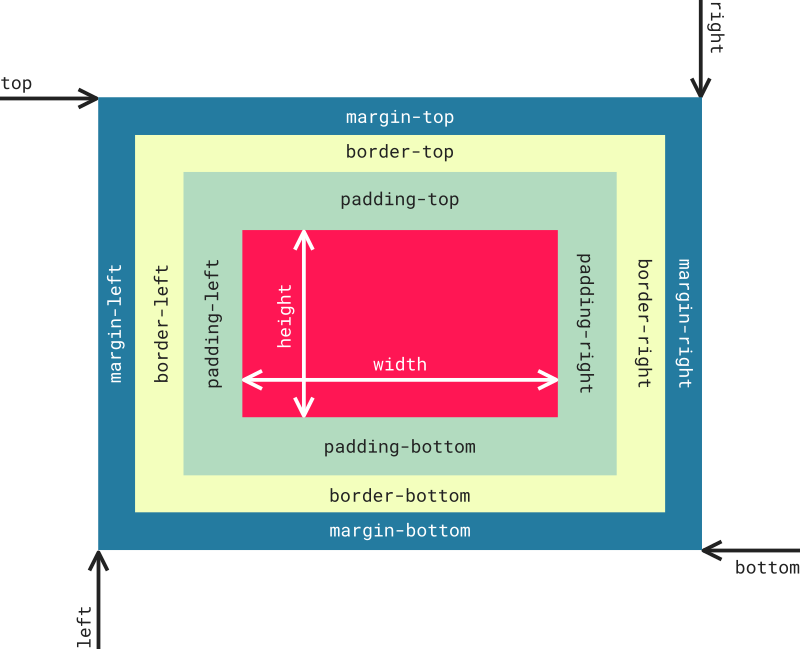 right
top
margin-top
border-top
padding-top
margin-left
border-left
padding-left
height
width
padding-right
border-right
margin-right
padding-bottom
border-bottom
margin-bottom
bottom
left